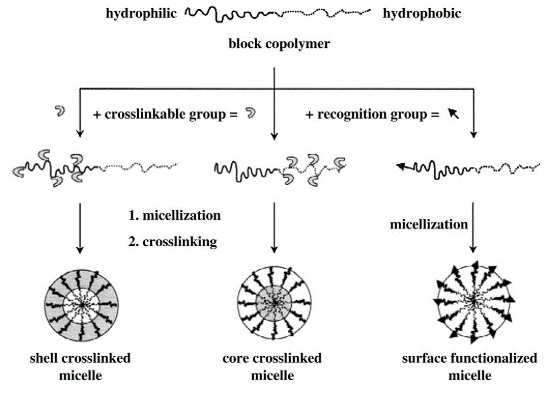 hydrophilic hydrophobic
block copolymer
+ crosslinkable group = + recognition group =
1. micellization
2. crosslinking
micellization
shell crosslinked
micelle
core crosslinked
micelle
surface functionalized
micelle